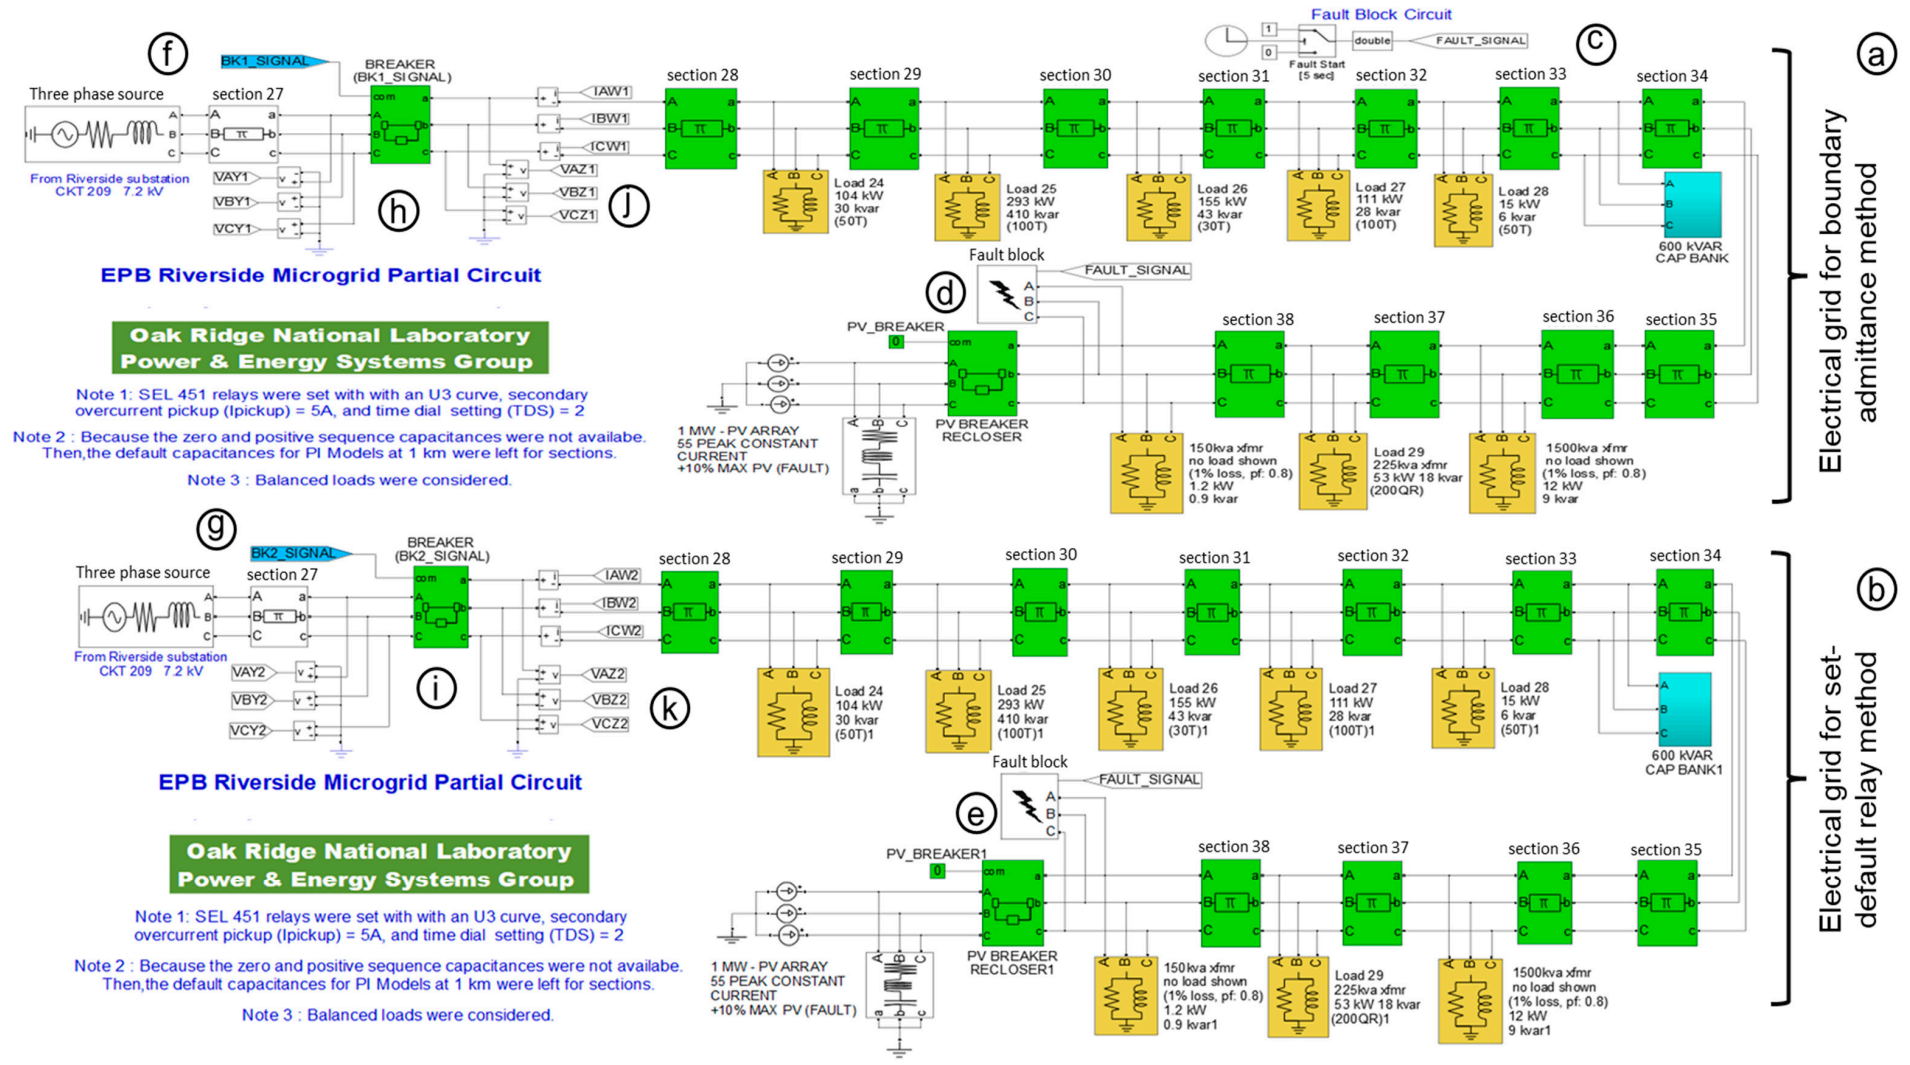 Fault Block Circuit
1
0
double
FAULT_SIGNAL
Fault Start
[5 sec]
c
a
f
BK1_SIGNAL
BREAKER
(BK1_SIGNAL)
Three phase source
section 27
section 28
section 29
section 30
section 31
section 32
section 33
section 34
IAW1
IBW1
ICW1
VAZ1
VBZ1
VCZ1
VAY1
VBY1
VCY1
From Riverside substation
CKT 209 7.2 kV
h
j
Load 24
104 kW
30 kvar
(50T)
Load 25
293 kW
410 kvar
(100T)
Load 26
155 kW
43 kvar
(30T)
Load 27
111 kW
28 kvar
(100T)
Load 28
15 kW
6 kvar
(50T)
600 kVAR
CAP BANK
Electrical grid for boundary
admittance method
EPB Riverside Microgrid Partial Circuit
Oak Ridge National Laboratory
Power & Energy Systems Group
Note 1: SEL 451 relays were set with with an U3 curve, secondary
overcurrent pickup (Ipickup) = 5A, and time dial setting (TDS) = 2
Note 2 : Because the zero and positive sequence capacitances were not availabe.
Then,the default capacitances for PI Models at 1 km were left for sections.
Note 3 : Balanced loads were considered.
Fault block
FAULT_SIGNAL
d
A
B
C
PV_BREAKER
0
com
PV BREAKER
RECLOSER
section 38
section 37
section 36
section 35
1 MW - PV ARRAY
55 PEAK CONSTANT
CURRENT
+10% MAX PV (FAULT)
150kva xfmr
no load shown
(1% loss, pf: 0.8)
1.2 kW
0.9 kvar
Load 29
225kva xfmr
53 kW 18 kvar
(200QR)
1500kva xfmr
no load shown
(1% loss, pf: 0.8)
12 kW
9 kvar
g
BK2_SIGNAL
BREAKER
(BK2_SIGNAL)
Three phase source
section 27
section 28
section 29
section 30
section 31
section 32
section 33
section 34
b
IAW2
IBW2
ICW2
VAZ2
VBZ2
VCZ2
VAY2
VBY2
VCY2
From Riverside substation
CKT 209 7.2 kV
i
k
Load 24
104 kW
30 kvar
(50T)1
Load 25
293 kW
410 kvar
(100T)1
Load 26
155 kW
43 kvar
(30T)1
Load 27
111 kW
28 kvar
(100T)1
Load 28
15 kW
6 kvar
(50T)1
600 kVAR
CAP BANK1
Electrical grid for set-
default relay method
EPB Riverside Microgrid Partial Circuit
Oak Ridge National Laboratory
Power & Energy Systems Group
Note 1: SEL 451 relays were set with with an U3 curve, secondary
overcurrent pickup (Ipickup) = 5A, and time dial setting (TDS) = 2
Note 2 : Because the zero and positive sequence capacitances were not availabe.
Then,the default capacitances for PI Models at 1 km were left for sections.
Note 3 : Balanced loads were considered.
Fault block
FAULT_SIGNAL
e
A
B
C
PV_BREAKER1
0
com
PV BREAKER
RECLOSER1
section 38
section 37
section 36
section 35
1 MW - PV ARRAY
55 PEAK CONSTANT
CURRENT
+10% MAX PV (FAULT)
150kva xfmr
no load shown
(1% loss, pf: 0.8)
1.2 kW
0.9 kvar1
Load 29
225kva xfmr
53 kW 18 kvar
(200QR)1
1500kva xfmr
no load shown
(1% loss, pf: 0.8)
12 kW
9 kvar1